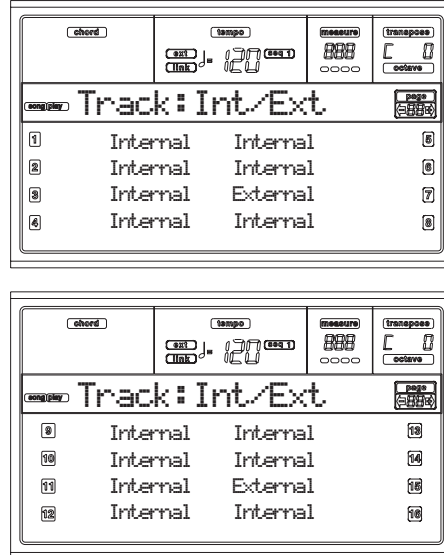 chord tempo measure transpose
ext link ♩= 120 seq 1 888 C 0
octave
song|play Track:Int/Ext page 88
1 Internal Internal 5
2 Internal Internal 6
3 Internal External 7
4 Internal Internal 8
chord tempo measure transpose
ext link ♩= 120 seq 1 888 C 0
octave
song|play Track:Int/Ext page 88
9 Internal Internal 13
10 Internal Internal 14
11 Internal External 15
12 Internal Internal 16